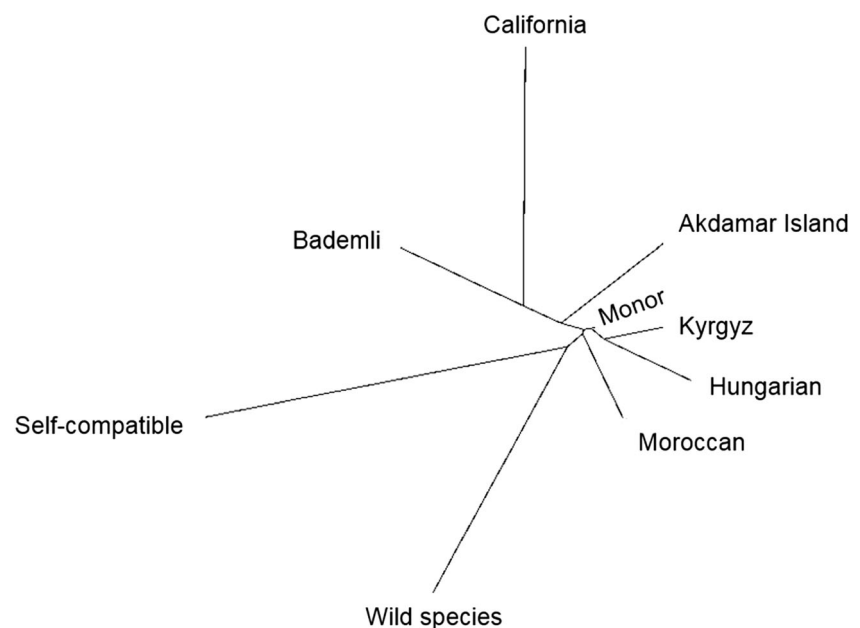 California
Akdamar Island
Bademli
Monor
Kyrgyz
Hungarian
Self-compatible
Moroccan
Wild species